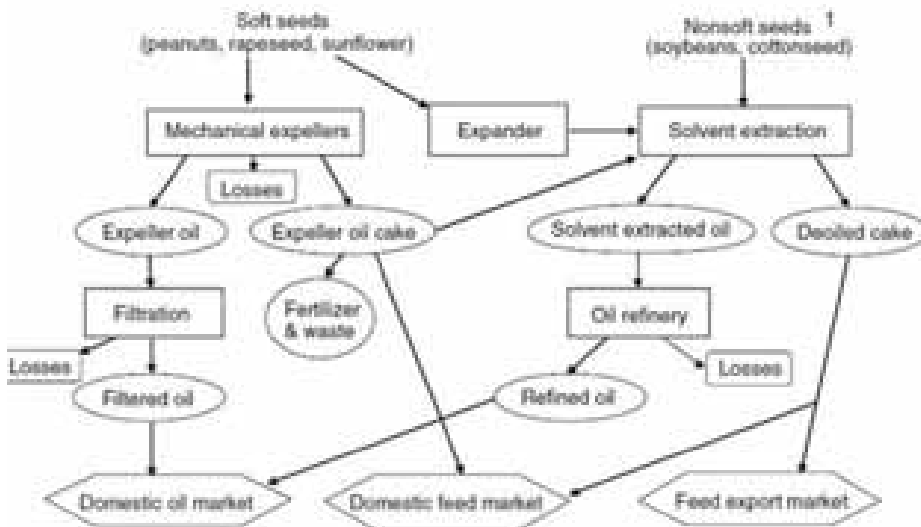 Soft seeds
(peanuts, rapeseed, sunflower)
Nonsoft seeds 1
(soybeans, cottonseed)
Mechanical expellers
Expander
Solvent extraction
Losses
Expeller oil
Expeller oil cake
Solvent extracted oil
Deoiled cake
Filtration
Fertilizer
& waste
Oil refinery
Losses
Losses
Filtered oil
Refined oil
Domestic oil market
Domestic feed market
Feed export market